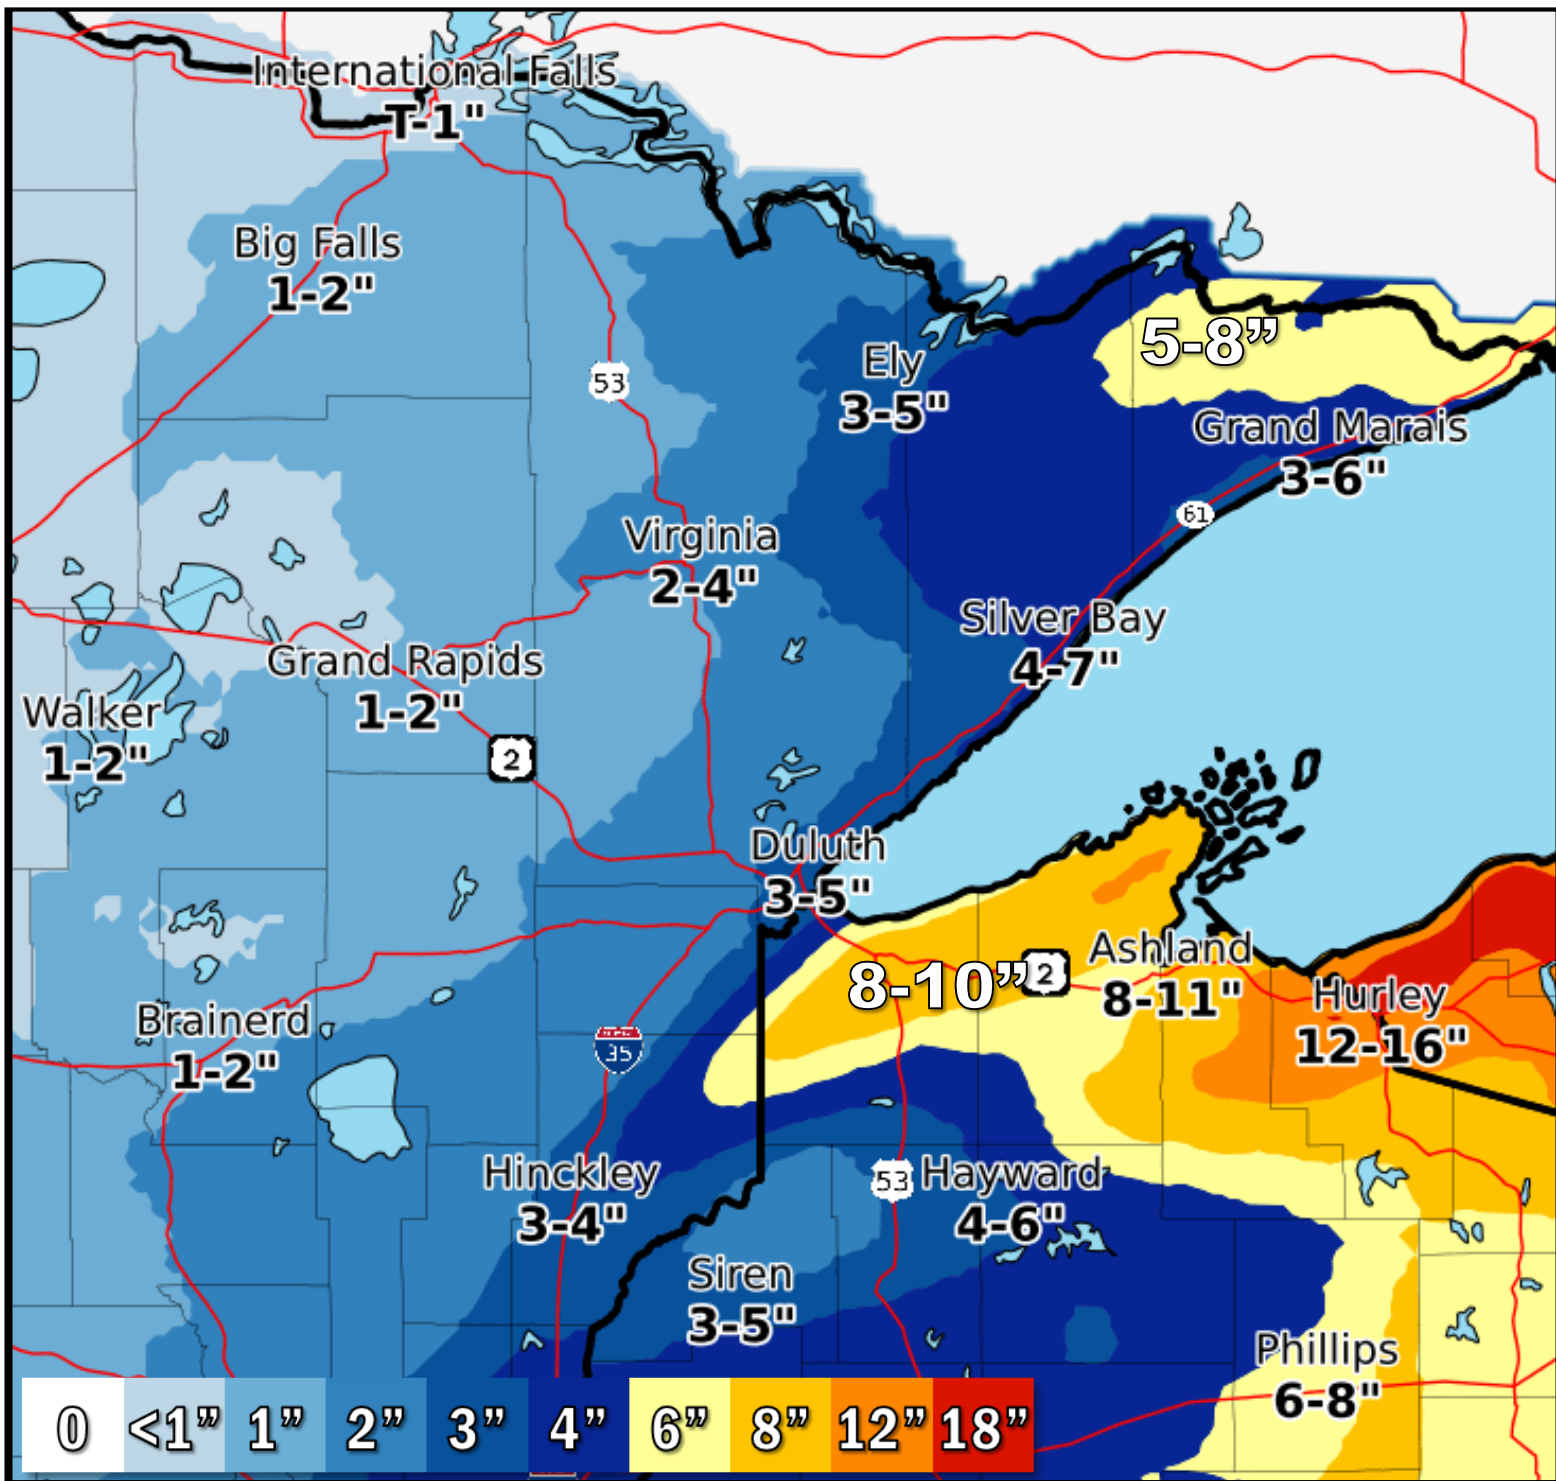 International Falls
T-1"
Big Falls
1-2"
5-8”
Ely
3-5"
53
Grand Marais
3-6"
61
Virginia
2-4"
Silver Bay
4-7"
Grand Rapids
1-2"
Walker
1-2"
2
Duluth
3-5"
Ashland
8-11"
8-10”
2
Hurley
12-16"
Brainerd
1-2"
35
Hinckley
3-4"
53
Hayward
4-6"
Siren
3-5"
Phillips
6-8"
0 <1” 1” 2” 3” 4” 6” 8” 12” 18”